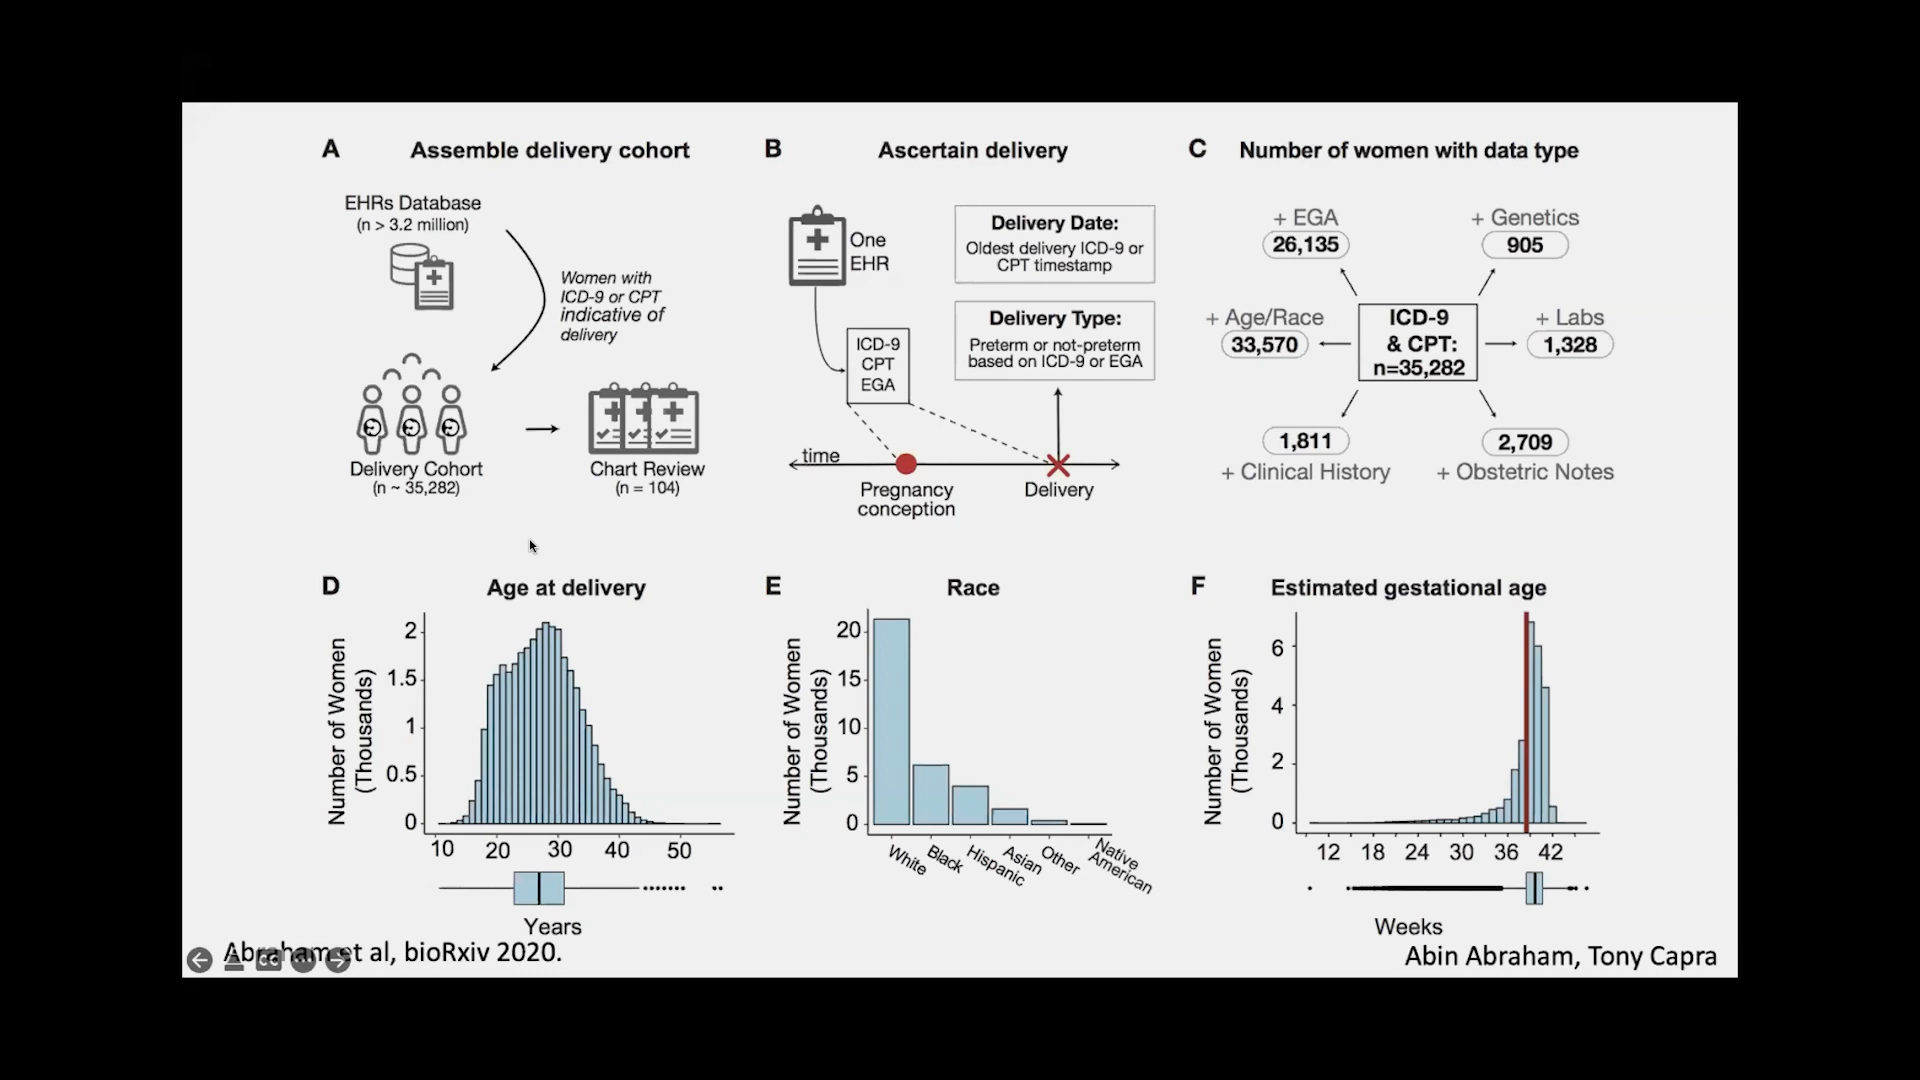 A Assemble delivery cohort
EHRs Database
(n > 3.2 million)
Women with
ICD-9 or CPT
indicative of
delivery
Delivery Cohort
(n ~ 35,282)
Chart Review
(n = 104)
B Ascertain delivery
One
EHR
ICD-9
CPT
EGA
Delivery Date:
Oldest delivery ICD-9 or
CPT timestamp
Delivery Type:
Preterm or not-preterm
based on ICD-9 or EGA
time
Pregnancy
conception
Delivery
C Number of women with data type
+ EGA
26,135
+ Genetics
905
+ Age/Race
33,570
ICD-9
& CPT:
n=35,282
+ Labs
1,328
1,811
+ Clinical History
2,709
+ Obstetric Notes
D Age at delivery
Number of Women
(Thousands)
2
1.5
1
0.5
0
10 20 30 40 50
Years
E Race
Number of Women
(Thousands)
20
15
10
5
0
White
Black
Hispanic
Asian
Other
Native
American
F Estimated gestational age
Number of Women
(Thousands)
6
4
2
0
12 18 24 30 36 42
Weeks
Abraham et al, bioRxiv 2020.
CC
Abin Abraham, Tony Capra